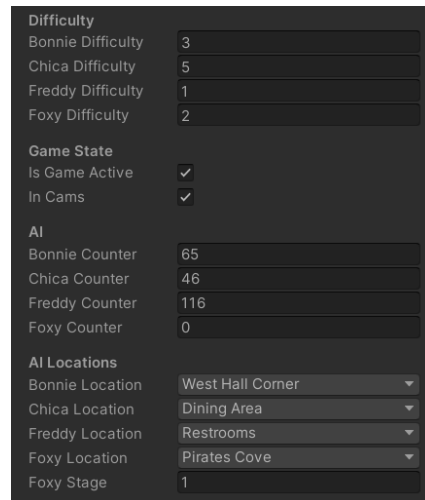 Difficulty
Bonnie Difficulty 3
Chica Difficulty 5
Freddy Difficulty 1
Foxy Difficulty 2
Game State
Is Game Active
In Cams
AI
Bonnie Counter 65
Chica Counter 46
Freddy Counter 116
Foxy Counter 0
AI Locations
Bonnie Location West Hall Corner
Chica Location Dining Area
Freddy Location Restrooms
Foxy Location Pirates Cove
Foxy Stage 1